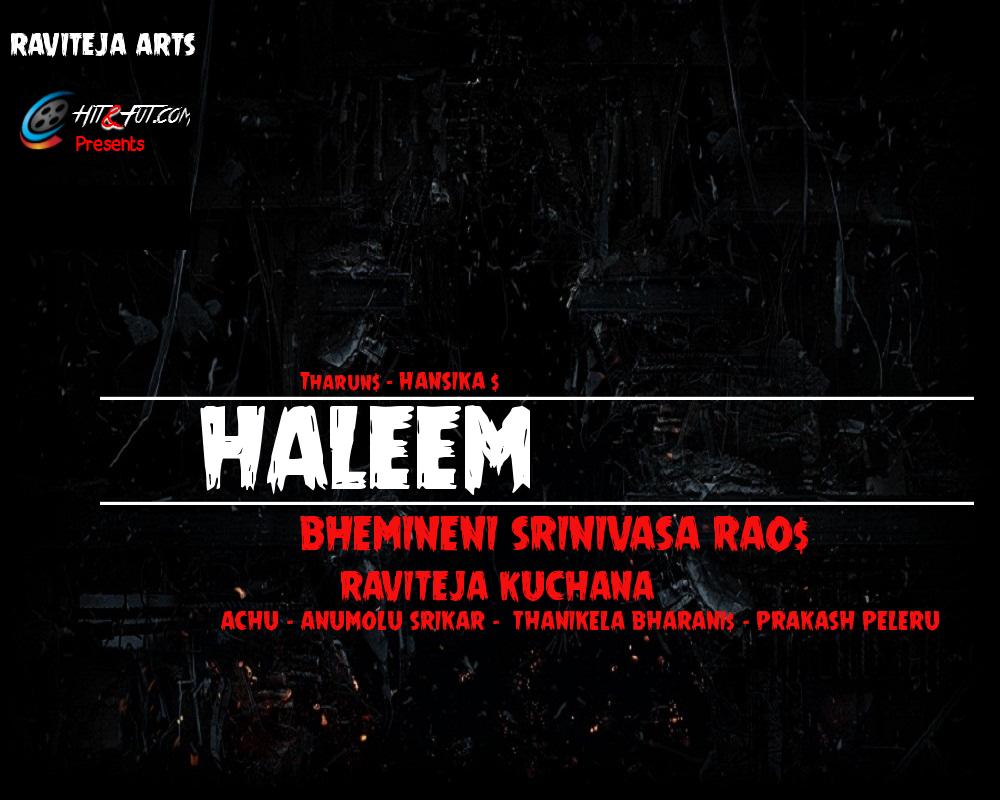 RAVITEJA ARTS
HIT&FUT.COM
Presents
THARUN$ - HANSIKA $
HALEEM
BHEMINENI SRINIVASA RAO$
RAVITEJA KUCHANA
ACHU - ANUMOLU SRIKAR - THANIKELA BHARANI$ - PRAKASH PELERU